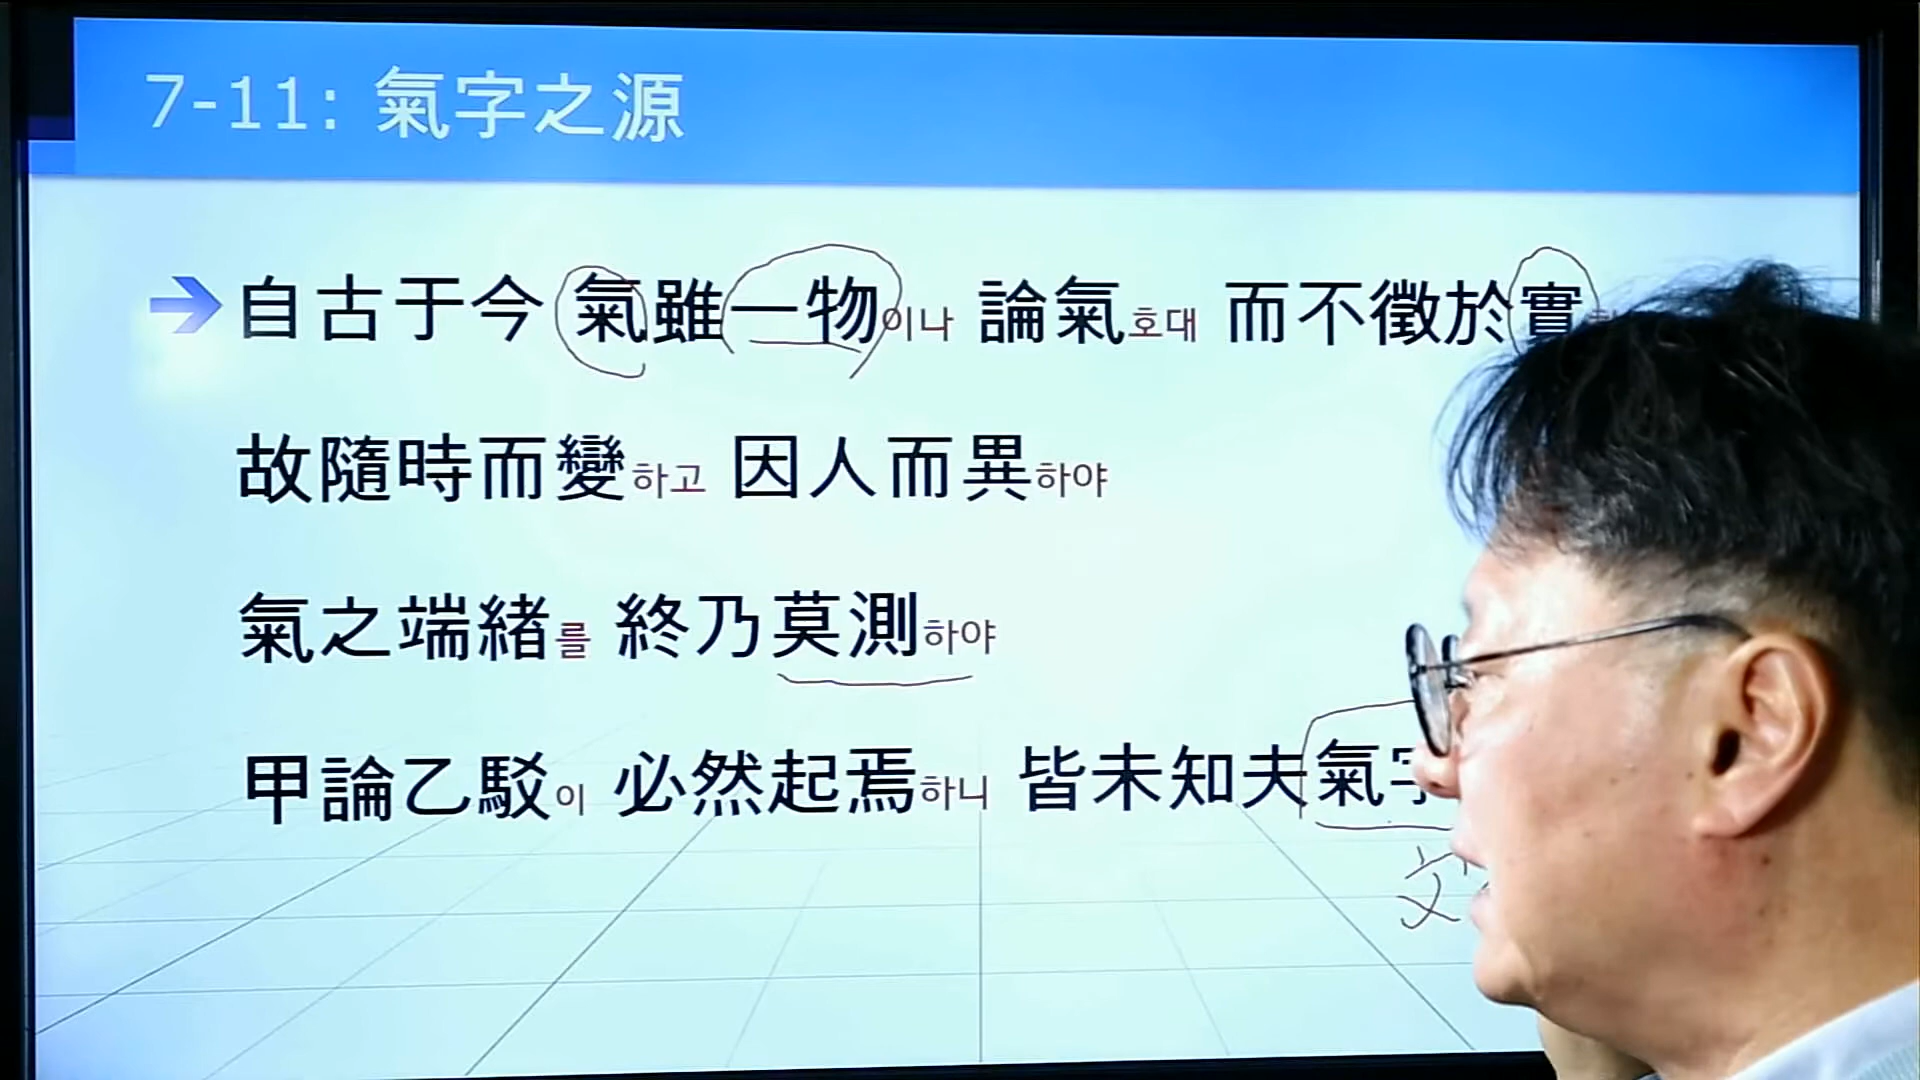 7-11: 氣字之源
自古于今 氣雖一物이나 論氣호대 而不徵於實
故隨時而變하고 因人而異하야
氣之端緖를 終乃莫測하야
甲論乙駁이 必然起焉하니 皆未知夫氣字
文